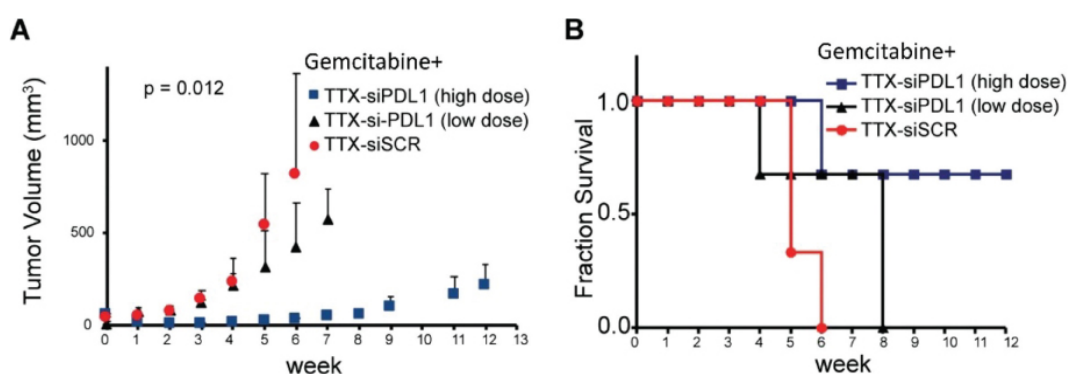 A
Tumor Volume (mm³)
1000
500
0
p = 0.012
Gemcitabine+
TTX-siPDL1 (high dose)
TTX-si-PDL1 (low dose)
TTX-siSCR
0 1 2 3 4 5 6 7 8 9 10 11 12 13
week
B
Fraction Survival
1.0
0.5
0.0
Gemcitabine+
TTX-siPDL1 (high dose)
TTX-siPDL1 (low dose)
TTX-siSCR
0 1 2 3 4 5 6 7 8 9 10 11 12
week